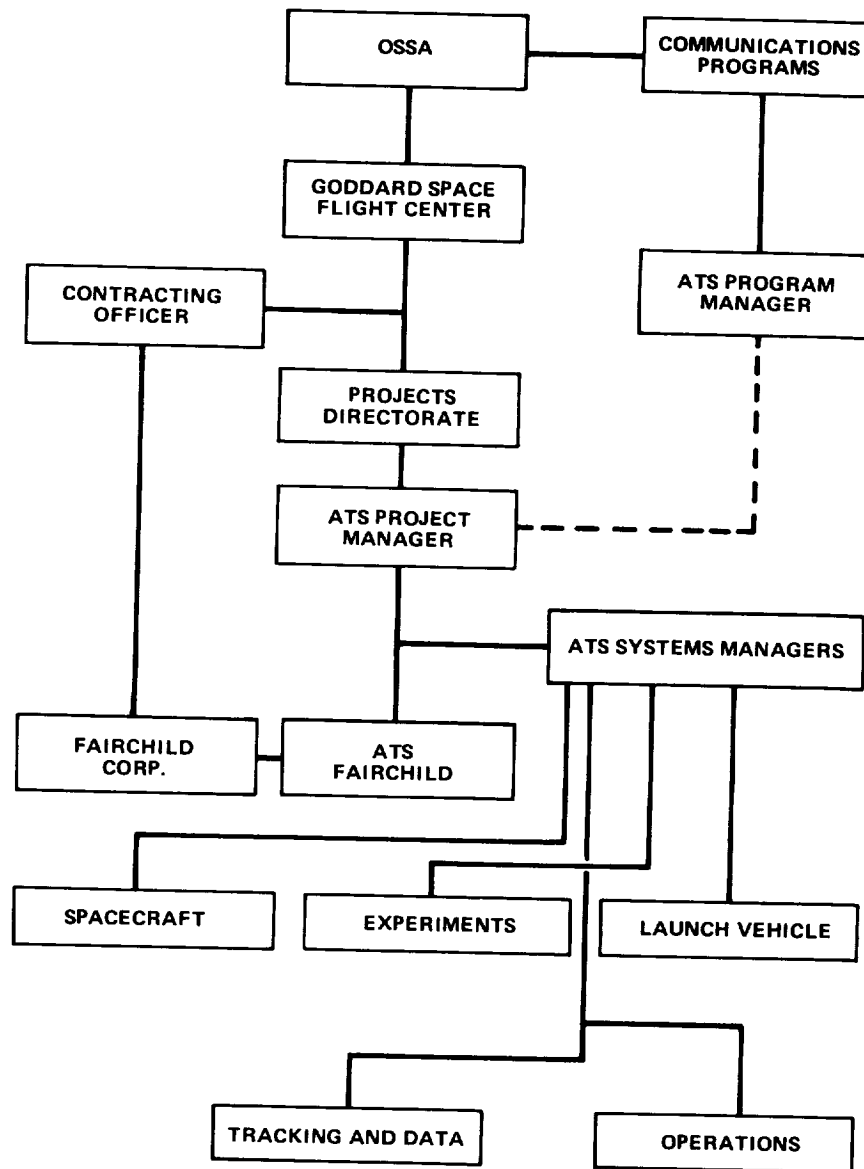 OSSA
COMMUNICATIONS
PROGRAMS
GODDARD SPACE
FLIGHT CENTER
CONTRACTING
OFFICER
ATS PROGRAM
MANAGER
PROJECTS
DIRECTORATE
ATS PROJECT
MANAGER
ATS SYSTEMS MANAGERS
FAIRCHILD
CORP.
ATS
FAIRCHILD
SPACECRAFT
EXPERIMENTS
LAUNCH VEHICLE
TRACKING AND DATA
OPERATIONS